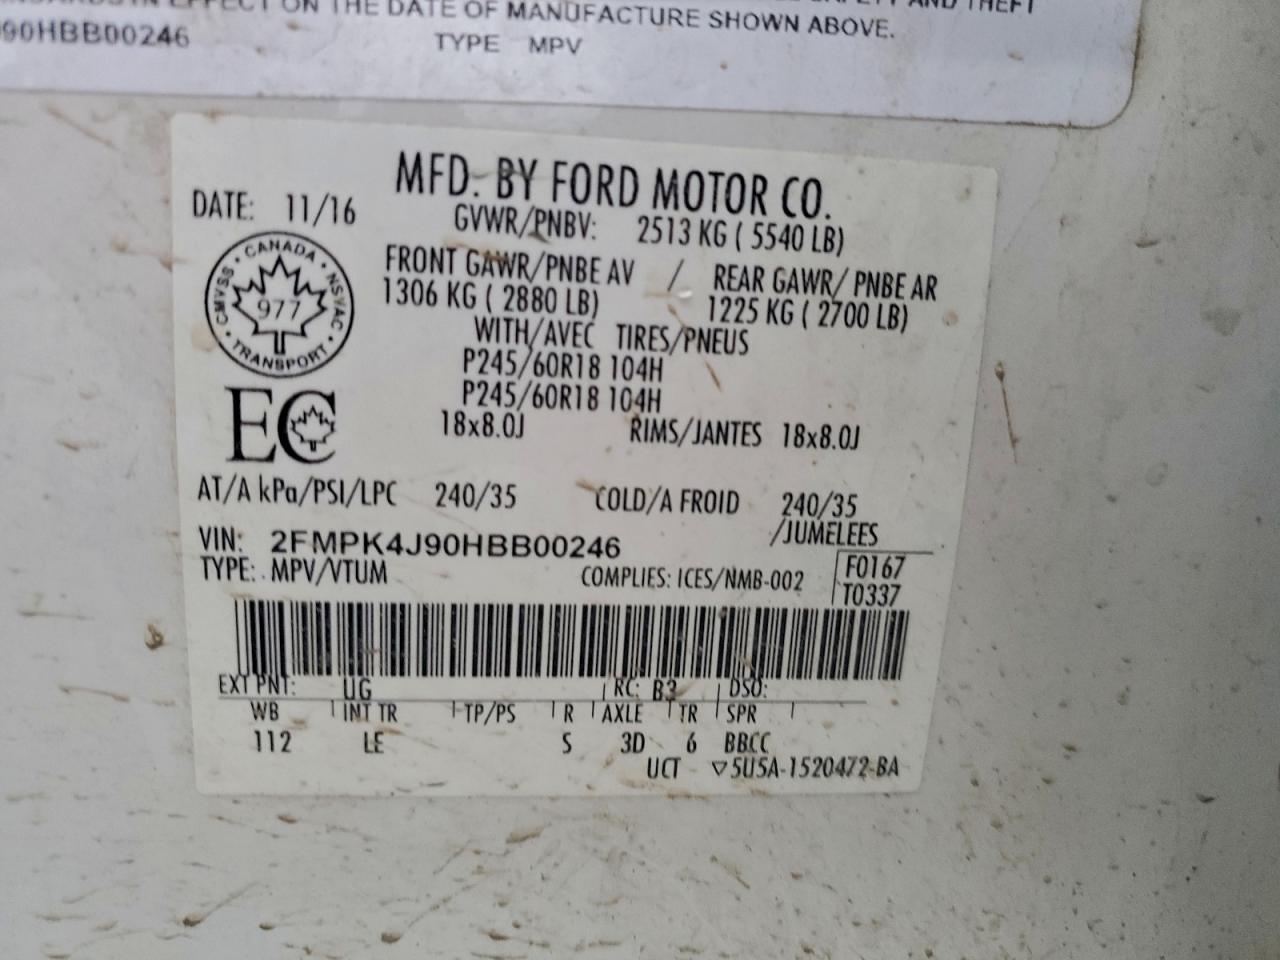 EFFECT ON THE DATE OF MANUFACTURE SHOWN ABOVE.
AND THEFT
90HBB00246
TYPE MPV
MFD. BY FORD MOTOR CO.
DATE: 11/16
GVWR/PNBV: 2513 KG ( 5540 LB)
FRONT GAWR/PNBE AV / REAR GAWR/ PNBE AR
1306 KG ( 2880 LB) 1225 KG ( 2700 LB)
WITH/AVEC TIRES/PNEUS
P245/60R18 104H
P245/60R18 104H
18x8.0J RIMS/JANTES 18x8.0J
CANADA
CMVSS NSVAC
977
TRANSPORT
EC
AT/A kPa/PSI/LPC 240/35 COLD/A FROID 240/35
/JUMELEES
VIN: 2FMPK4J90HBB00246
TYPE: MPV/VTUM COMPLIES: ICES/NMB-002
F0167
T0337
EXT PNT: UG RC: B3 DSO:
WB INT TR TP/PS R AXLE TR SPR
112 LE S 3D 6 BBCC
UCT ▽5U5A-1520472-BA